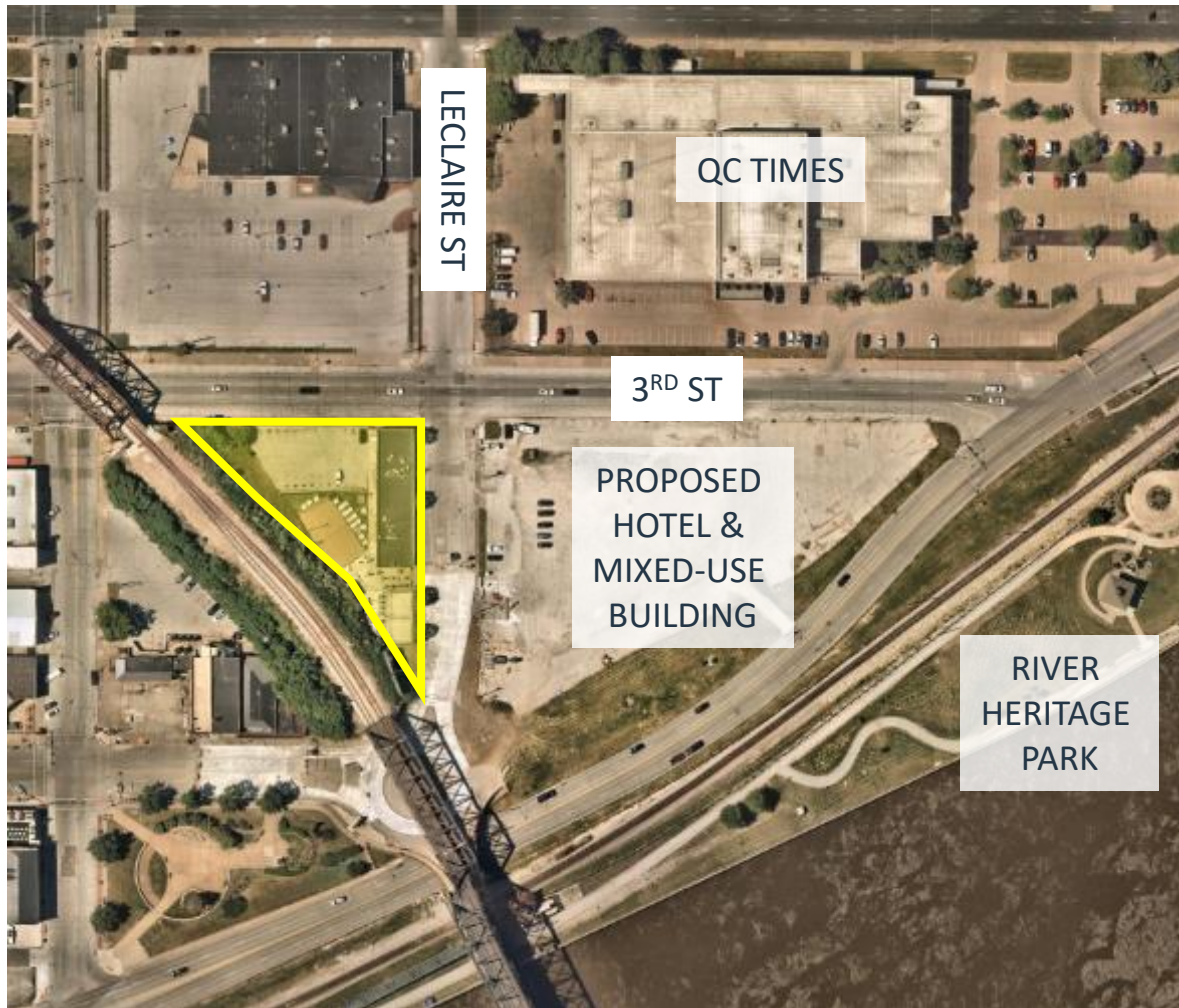 LECLAIRE ST
QC TIMES
3RD ST
PROPOSED
HOTEL &
MIXED-USE
BUILDING
RIVER
HERITAGE
PARK